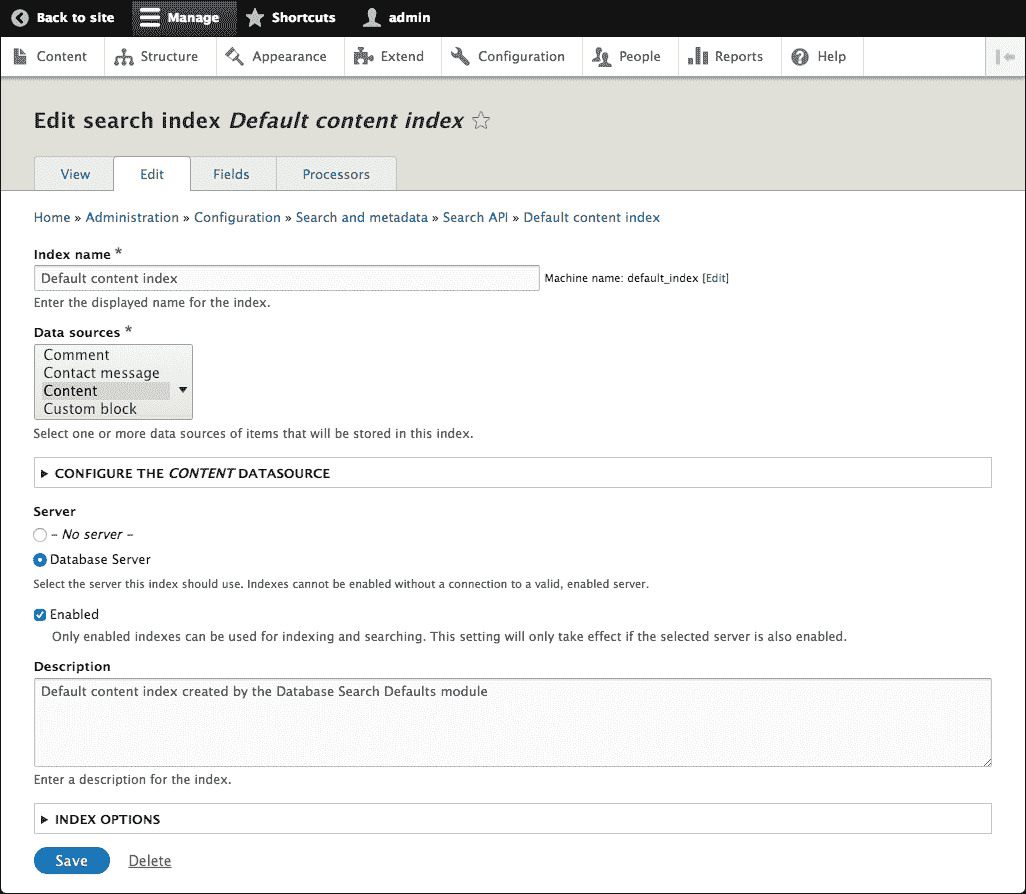 Back to site Manage Shortcuts admin
Content Structure Appearance Extend Configuration People Reports Help
Edit search index Default content index
View Edit Fields Processors
Home » Administration » Configuration » Search and metadata » Search API » Default content index
Index name *
Default content index Machine name: default_index [Edit]
Enter the displayed name for the index.
Data sources *
Comment
Contact message
Content
Custom block
Select one or more data sources of items that will be stored in this index.
CONFIGURE THE CONTENT DATASOURCE
Server
- No server -
Database Server
Select the server this index should use. Indexes cannot be enabled without a connection to a valid, enabled server.
Enabled
Only enabled indexes can be used for indexing and searching. This setting will only take effect if the selected server is also enabled.
Description
Default content index created by the Database Search Defaults module
Enter a description for the index.
INDEX OPTIONS
Save Delete